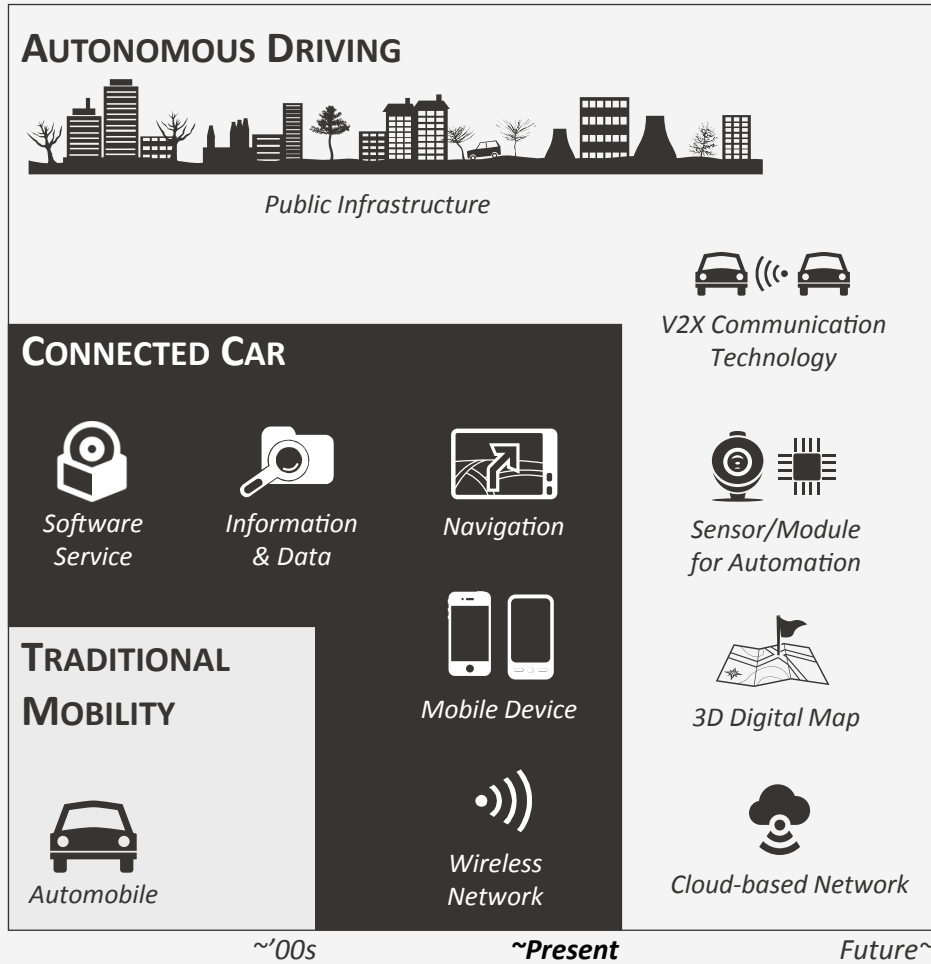 AUTONOMOUS DRIVING
Public Infrastructure
V2X Communication
Technology
CONNECTED CAR
Software
Service
Information
& Data
Navigation
Sensor/Module
for Automation
Mobile Device
3D Digital Map
TRADITIONAL
MOBILITY
Automobile
Wireless
Network
Cloud-based Network
~'00s
~Present
Future~